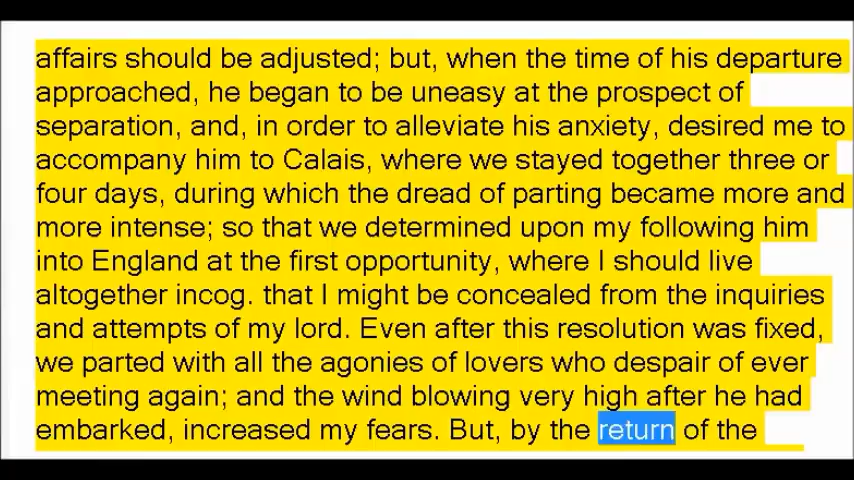 affairs should be adjusted; but, when the time of his departure
approached, he began to be uneasy at the prospect of
separation, and, in order to alleviate his anxiety, desired me to
accompany him to Calais, where we stayed together three or
four days, during which the dread of parting became more and
more intense; so that we determined upon my following him
into England at the first opportunity, where I should live
altogether incog. that I might be concealed from the inquiries
and attempts of my lord. Even after this resolution was fixed,
we parted with all the agonies of lovers who despair of ever
meeting again; and the wind blowing very high after he had
embarked, increased my fears. But, by the return of the